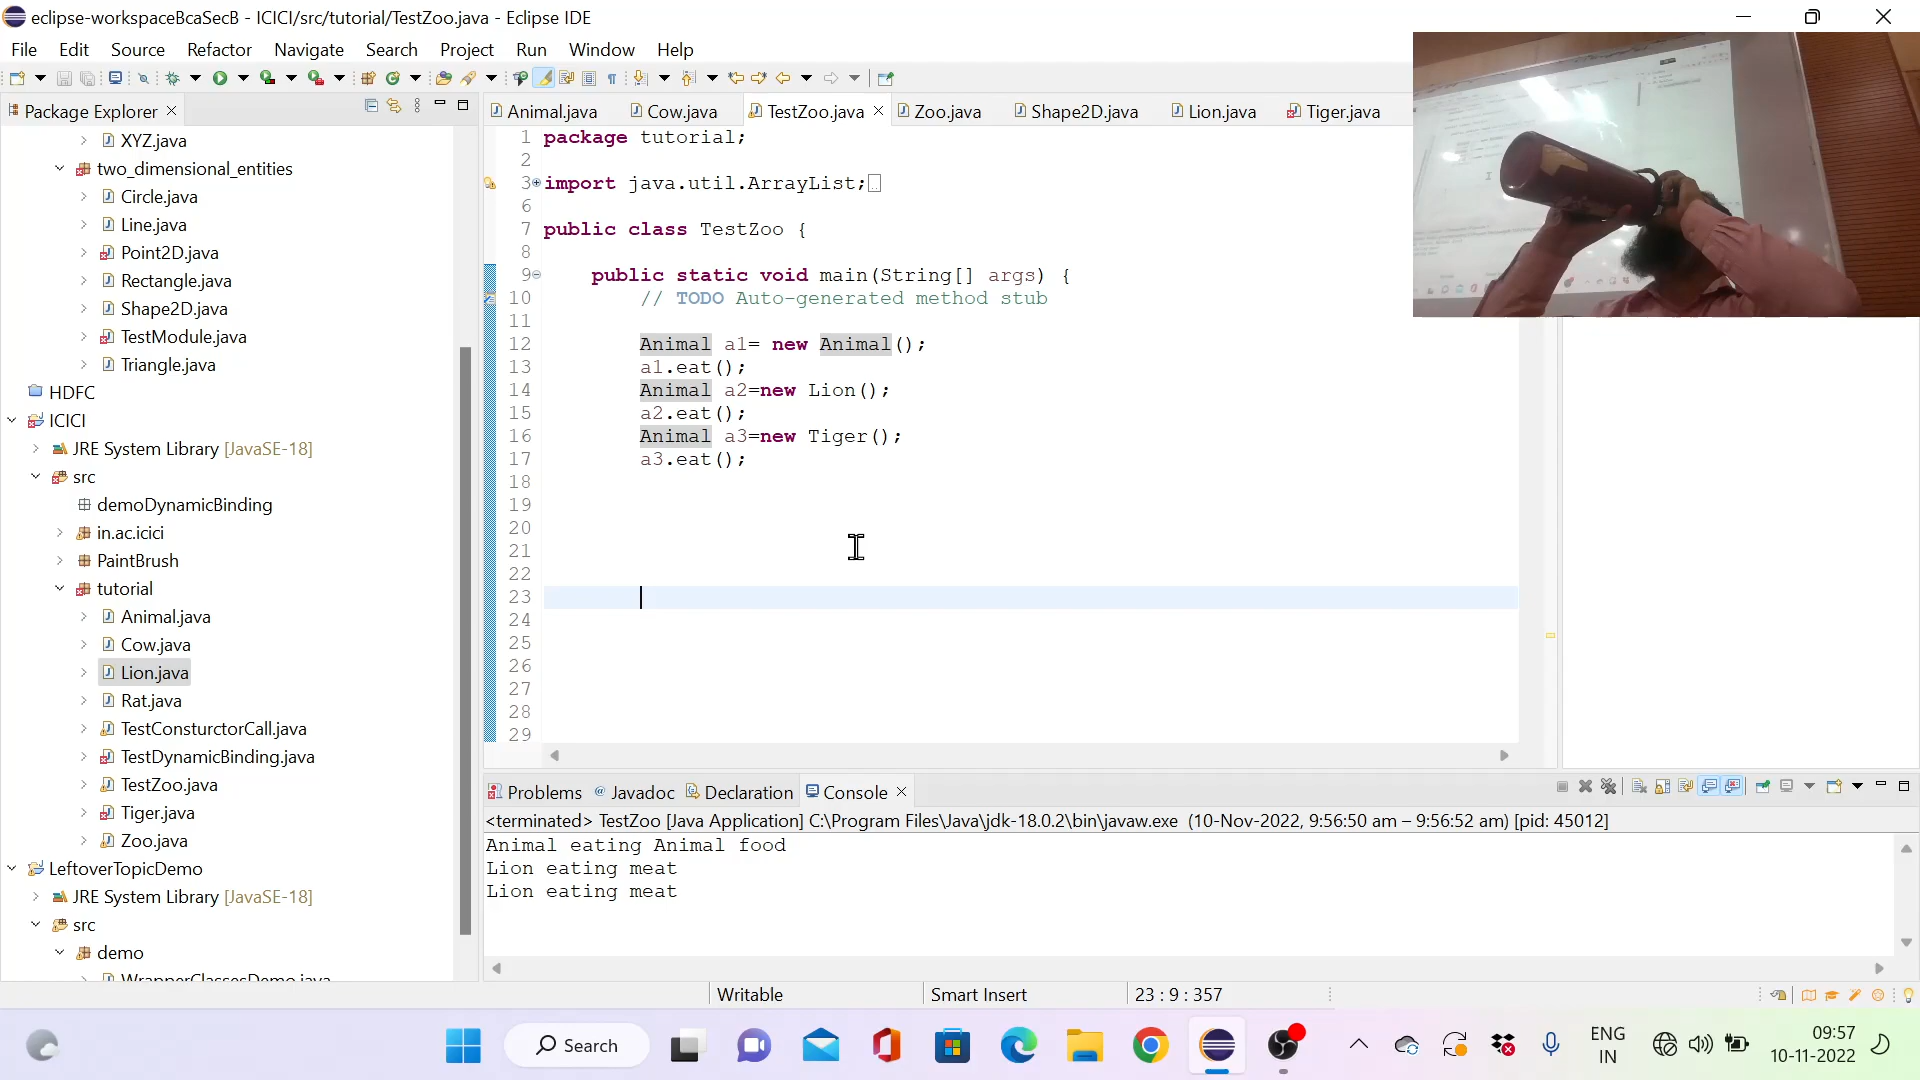 eclipse-workspaceBcaSecB - ICICI/src/tutorial/TestZoo.java - Eclipse IDE
File Edit Source Refactor Navigate Search Project Run Window Help
Package Explorer
XYZ.java
two_dimensional_entities
Circle.java
Line.java
Point2D.java
Rectangle.java
Shape2D.java
TestModule.java
Triangle.java
HDFC
ICICI
JRE System Library [JavaSE-18]
src
demoDynamicBinding
in.ac.icici
PaintBrush
tutorial
Animal.java
Cow.java
Lion.java
Rat.java
TestConsturctorCall.java
TestDynamicBinding.java
TestZoo.java
Tiger.java
Zoo.java
LeftoverTopicDemo
JRE System Library [JavaSE-18]
src
demo
WrapperClassesDemo.java
Animal.java Cow.java TestZoo.java Zoo.java Shape2D.java Lion.java Tiger.java
1 package tutorial;
2
3 import java.util.ArrayList;
6
7 public class TestZoo {
8
9 public static void main(String[] args) {
10 // TODO Auto-generated method stub
11
12 Animal a1= new Animal();
13 a1.eat();
14 Animal a2=new Lion();
15 a2.eat();
16 Animal a3=new Tiger();
17 a3.eat();
18
19
20
21
22
23
24
25
26
27
28
29
Problems Javadoc Declaration Console
<terminated> TestZoo [Java Application] C:\Program Files\Java\jdk-18.0.2\bin\javaw.exe (10-Nov-2022, 9:56:50 am – 9:56:52 am) [pid: 45012]
Animal eating Animal food
Lion eating meat
Lion eating meat
Writable Smart Insert 23 : 9 : 357
Search
ENG
IN
09:57
10-11-2022